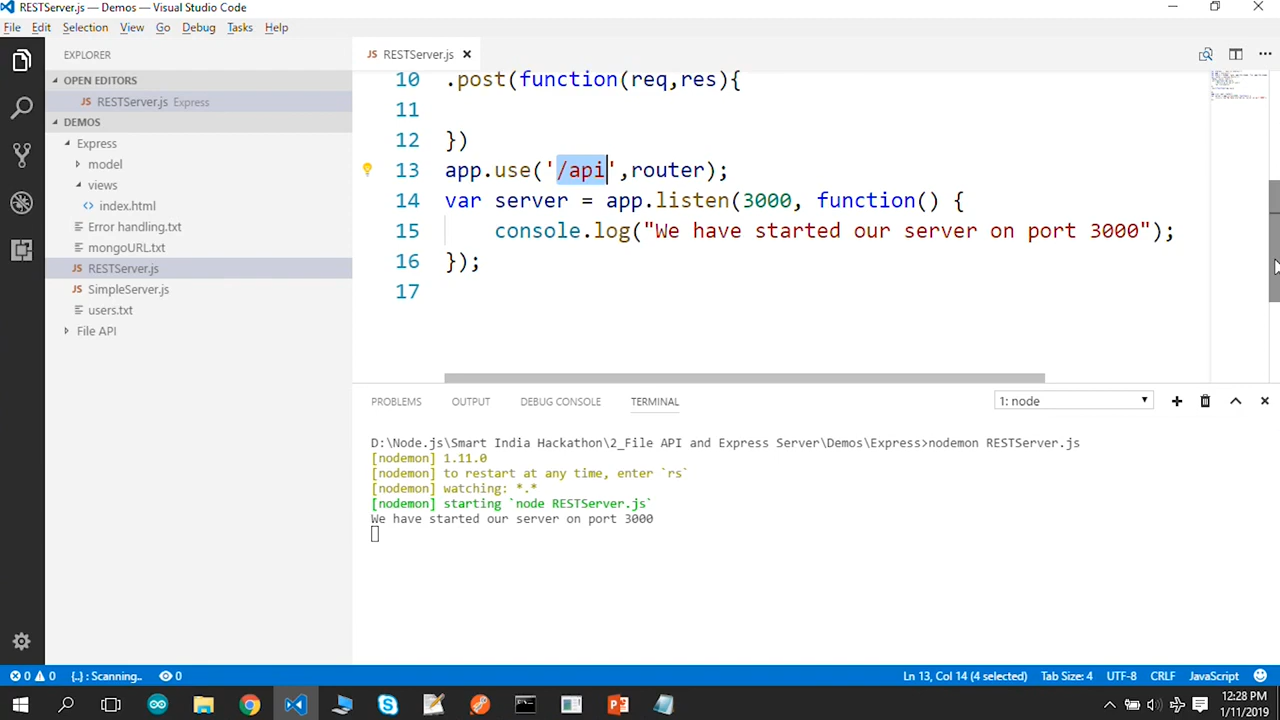 RESTServer.js — Demos — Visual Studio Code
File Edit Selection View Go Debug Tasks Help
EXPLORER
OPEN EDITORS
JS RESTServer.js Express
DEMOS
Express
model
views
<> index.html
Error handling.txt
mongoURL.txt
JS RESTServer.js
JS SimpleServer.js
users.txt
File API
JS RESTServer.js
10 .post(function(req,res){
11
12 })
13 app.use('/api',router);
14 var server = app.listen(3000, function() {
15 console.log("We have started our server on port 3000");
16 });
17
PROBLEMS OUTPUT DEBUG CONSOLE TERMINAL 1: node
D:\Node.js\Smart India Hackathon\2_File API and Express Server\Demos\Express>nodemon RESTServer.js
[nodemon] 1.11.0
[nodemon] to restart at any time, enter `rs`
[nodemon] watching: *.*
[nodemon] starting `node RESTServer.js`
We have started our server on port 3000
0 0 {..} : Scanning.. 0 Ln 13, Col 14 (4 selected) Tab Size: 4 UTF-8 CRLF JavaScript
12:28 PM
1/11/2019